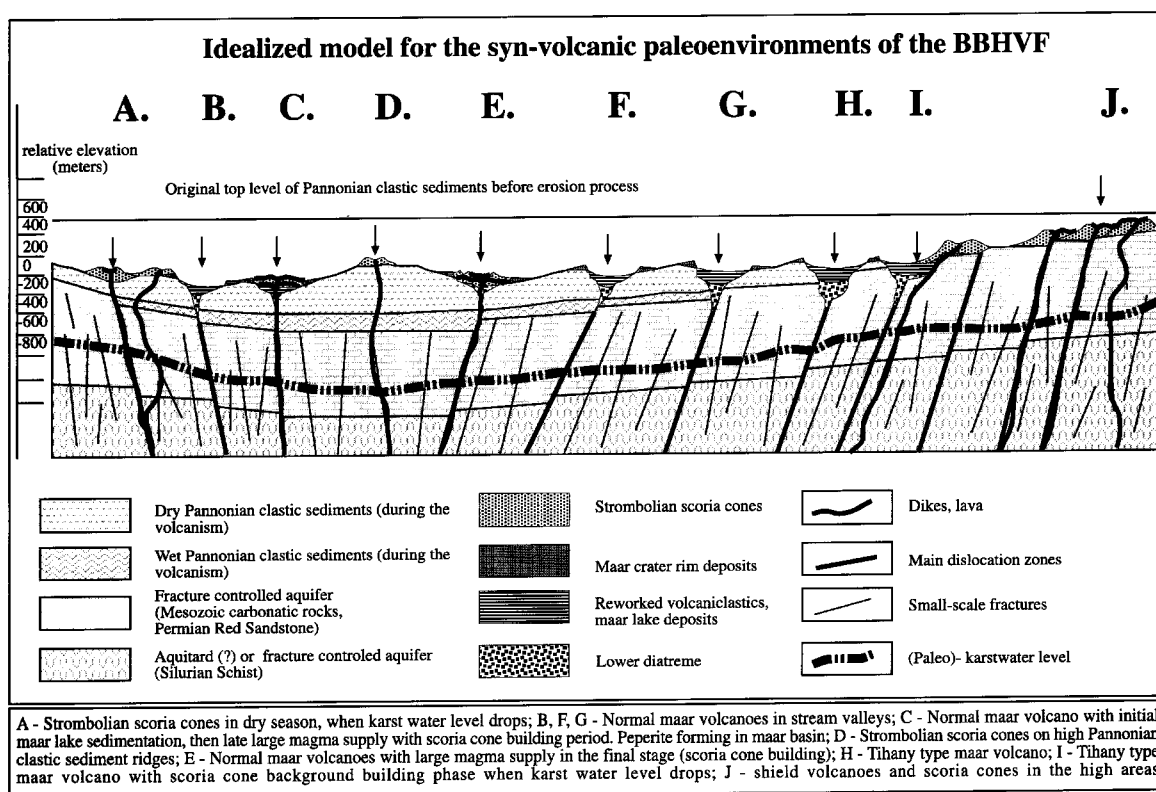 Idealized model for the syn-volcanic paleoenvironments of the BBHVF
A. B. C. D. E. F. G. H. I. J.
relative elevation
(meters)
Original top level of Pannonian clastic sediments before erosion process
600
400
200
0
-200
-400
-600
-800
Dry Pannonian clastic sediments (during the
volcanism)
Wet Pannonian clastic sediments (during the
volcanism)
Fracture controlled aquifer
(Mesozoic carbonatic rocks,
Permian Red Sandstone)
Aquitard (?) or fracture controled aquifer
(Silurian Schist)
Strombolian scoria cones
Maar crater rim deposits
Reworked volcaniclastics,
maar lake deposits
Lower diatreme
Dikes, lava
Main dislocation zones
Small-scale fractures
(Paleo)- karstwater level
A - Strombolian scoria cones in dry season, when karst water level drops; B, F, G - Normal maar volcanoes in stream valleys; C - Normal maar volcano with initial
maar lake sedimentation, then late large magma supply with scoria cone building period. Peperite forming in maar basin; D - Strombolian scoria cones on high Pannonian
clastic sediment ridges; E - Normal maar volcanoes with large magma supply in the final stage (scoria cone building); H - Tihany type maar volcano; I - Tihany type
maar volcano with scoria cone background building phase when karst water level drops; J - shield volcanoes and scoria cones in the high areas